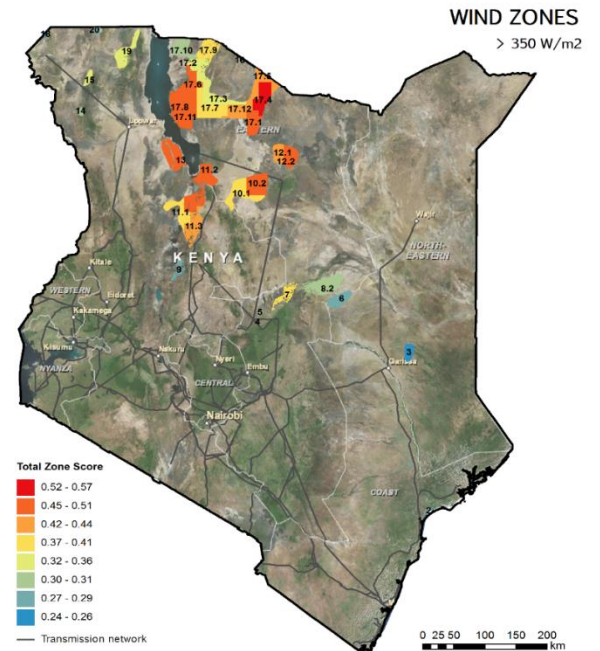 WIND ZONES
> 350 W/m2
20
19
17.10
17.9
17.2
16
15
17.6
17.5
17.3
17.4
14
17.8
17.7
17.12
17.11
17.1
Lodwar
EASTERN
12.1
12.2
13
11.2
10.2
10.1
11.1
11.3
Wajir
NORTH-
EASTERN
KENYA
9
Kitale
WESTERN
Eldoret
8.2
7
6
5
4
Kakamega
Kisumu
NYANZA
Nakuru
Nyeri
Embu
CENTRAL
3
Garissa
Nairobi
COAST
2
Total Zone Score
0.52 - 0.57
0.45 - 0.51
0.42 - 0.44
0.37 - 0.41
0.32 - 0.36
0.30 - 0.31
0.27 - 0.29
0.24 - 0.26
Transmission network
0 25 50 100 150 200
km